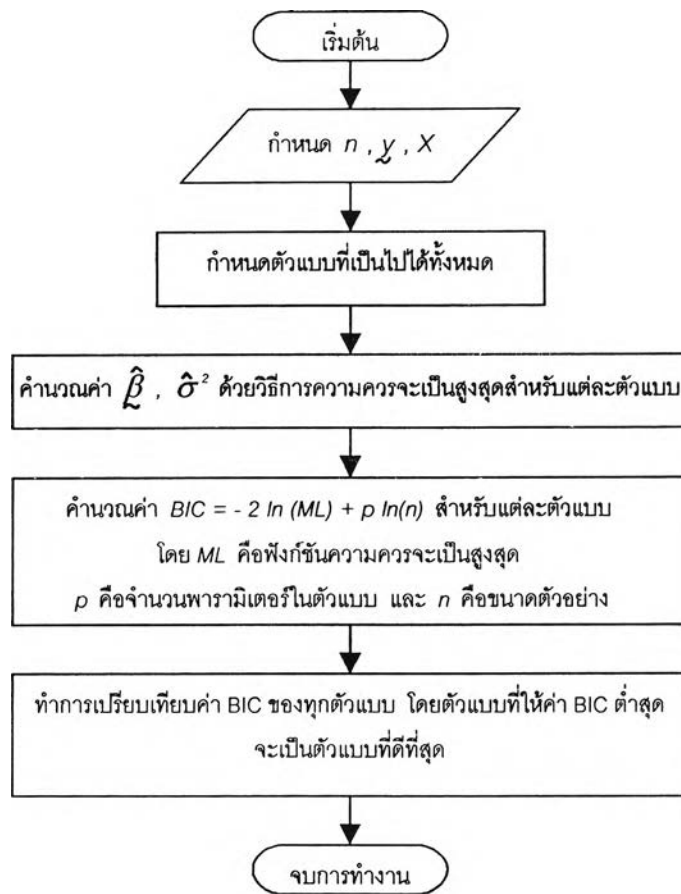 เริ่มต้น
กำหนด n , y̰ , X
กำหนดตัวแบบที่เป็นไปได้ทั้งหมด
คำนวณค่า β̰̂ , σ̂² ด้วยวิธีการความควรจะเป็นสูงสุดสำหรับแต่ละตัวแบบ
คำนวณค่า BIC = - 2 ln (ML) + p ln(n) สำหรับแต่ละตัวแบบ
โดย ML คือฟังก์ชันความควรจะเป็นสูงสุด
p คือจำนวนพารามิเตอร์ในตัวแบบ และ n คือขนาดตัวอย่าง
ทำการเปรียบเทียบค่า BIC ของทุกตัวแบบ โดยตัวแบบที่ให้ค่า BIC ต่ำสุด
จะเป็นตัวแบบที่ดีที่สุด
จบการทำงาน